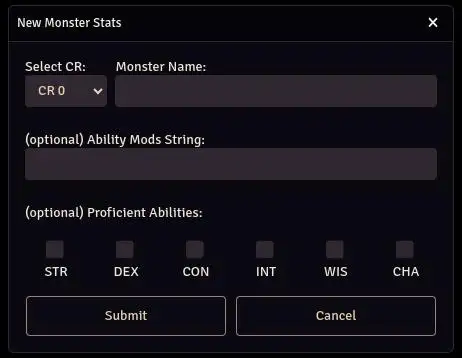 New Monster Stats ×
Select CR: Monster Name:
CR 0
(optional) Ability Mods String:
(optional) Proficient Abilities:
STR DEX CON INT WIS CHA
Submit Cancel